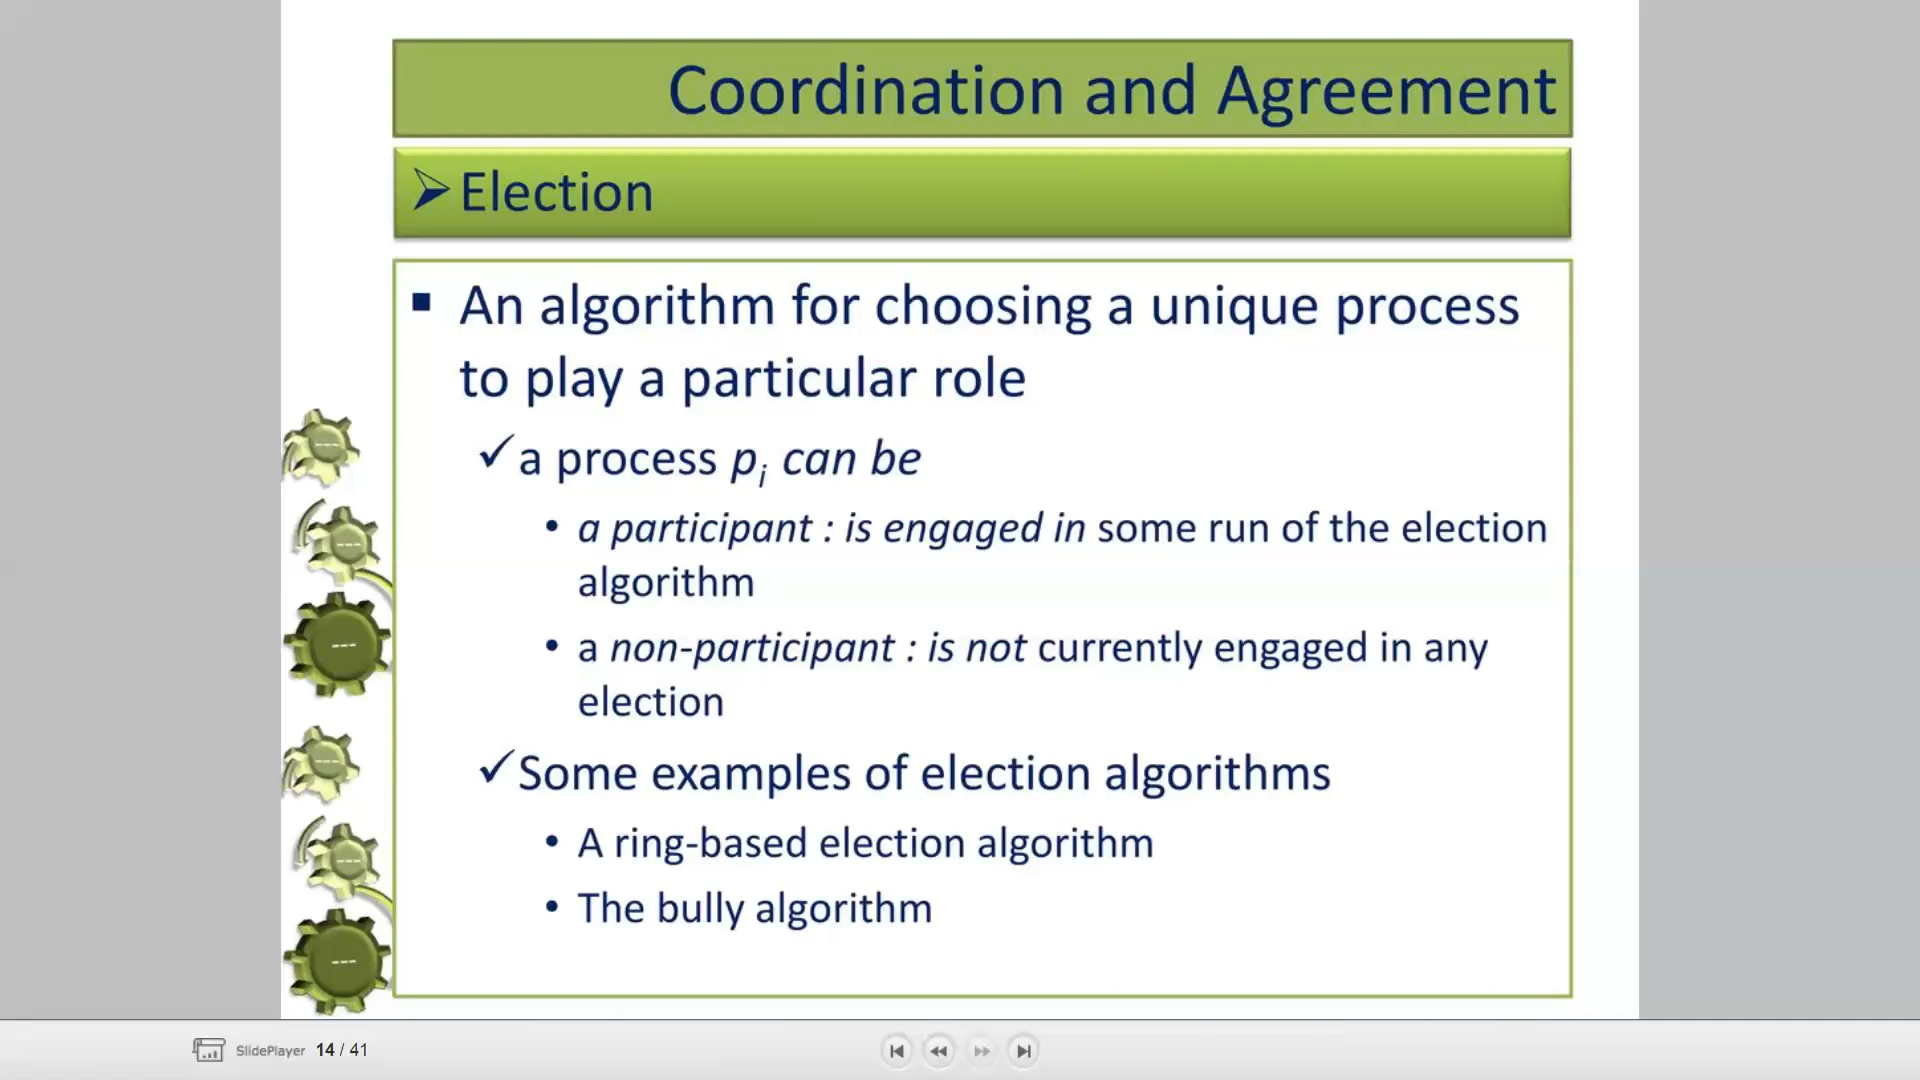 Coordination and Agreement
Election
An algorithm for choosing a unique process
to play a particular role
a process pi can be
a participant : is engaged in some run of the election
algorithm
a non-participant : is not currently engaged in any
election
Some examples of election algorithms
A ring-based election algorithm
The bully algorithm
---
---
---
---
---
---
SlidePlayer 14 / 41